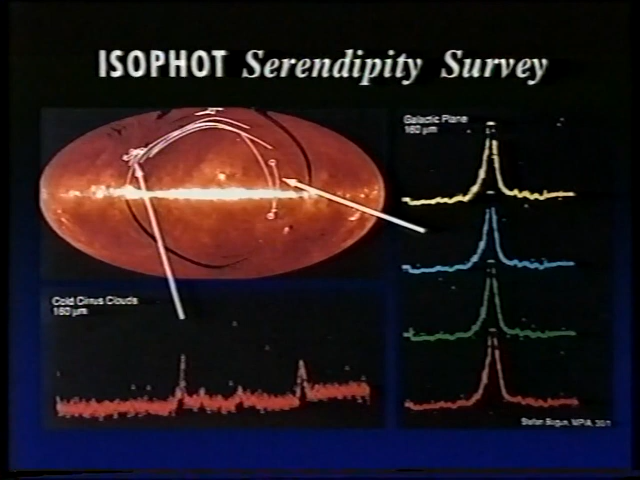 ISOPHOT Serendipity Survey
Galactic Plane
160 µm
Cold Cirrus Clouds
160 µm
Stefan Bogun, MPIA,